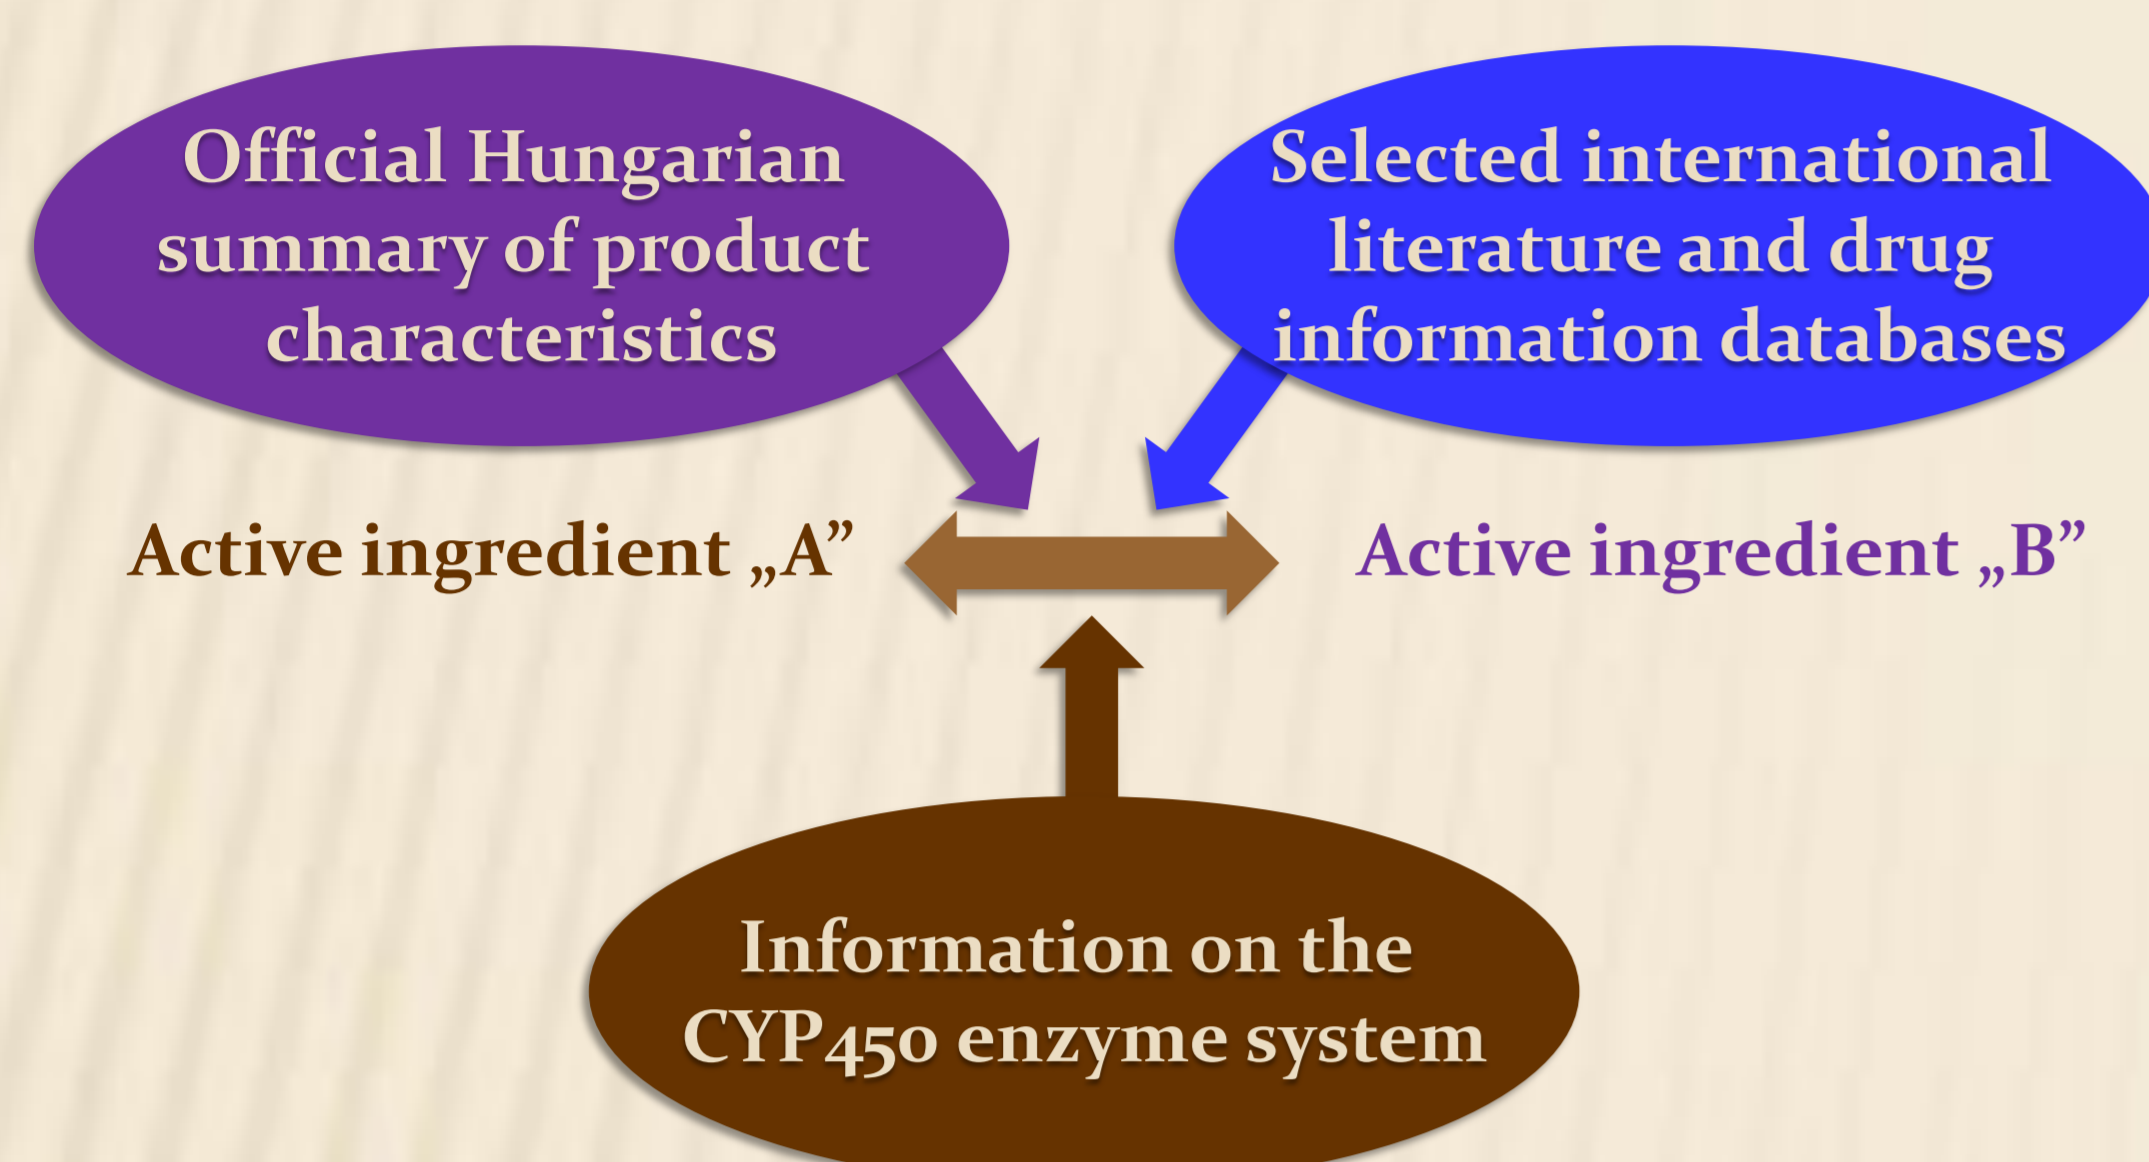 Official Hungarian
summary of product
characteristics
Selected international
literature and drug
information databases
Active ingredient „A”
Active ingredient „B”
Information on the
CYP450 enzyme system